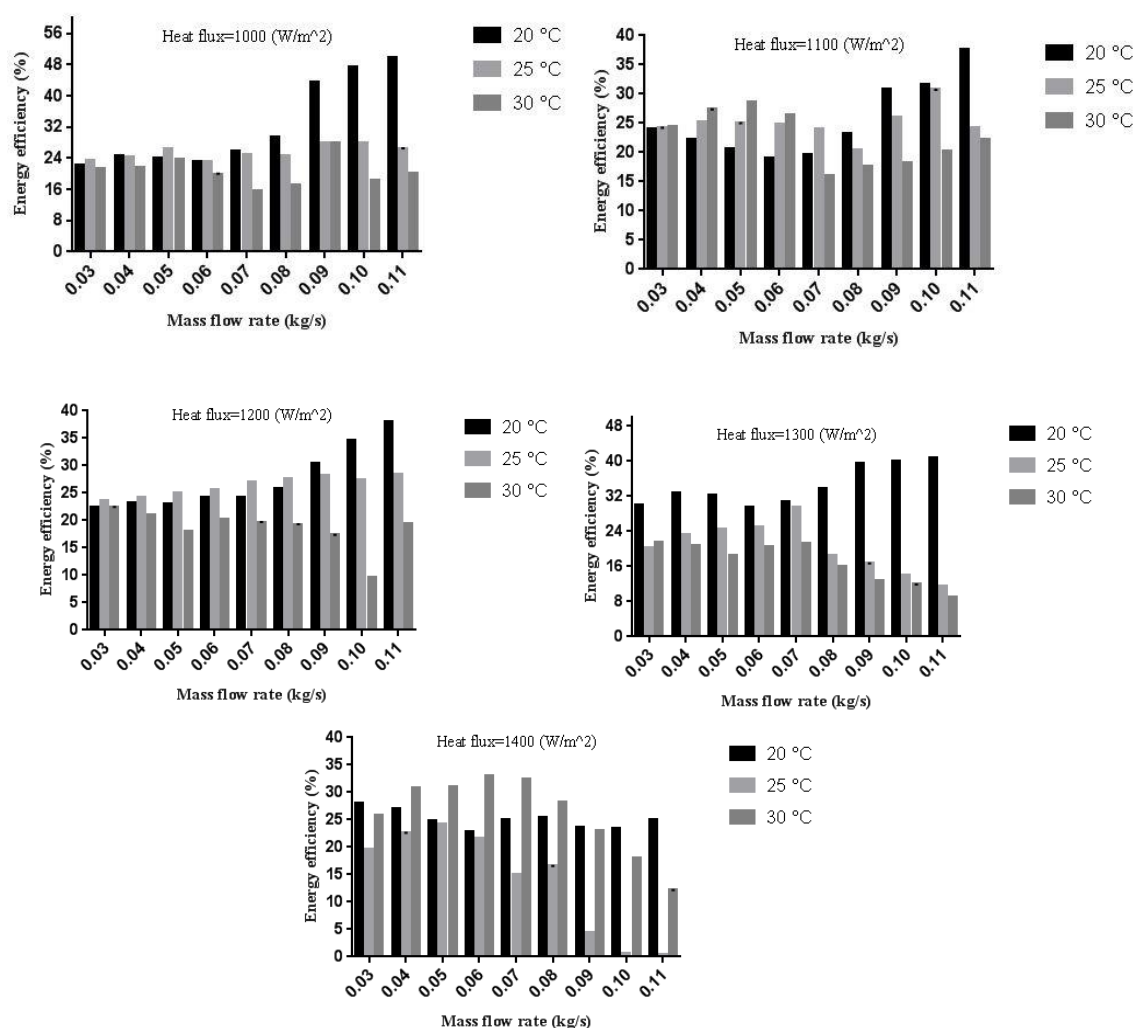 Heat flux=1000 (W/m^2)
Energy efficiency (%)
56
48
40
32
24
16
8
0
0.03 0.04 0.05 0.06 0.07 0.08 0.09 0.10 0.11
Mass flow rate (kg/s)
20 °C
25 °C
30 °C
Heat flux=1100 (W/m^2)
Energy efficiency (%)
40
35
30
25
20
15
10
5
0
0.03 0.04 0.05 0.06 0.07 0.08 0.09 0.10 0.11
Mass flow rate (kg/s)
20 °C
25 °C
30 °C
Heat flux=1200 (W/m^2)
Energy efficiency (%)
40
35
30
25
20
15
10
5
0
0.03 0.04 0.05 0.06 0.07 0.08 0.09 0.10 0.11
Mass flow rate (kg/s)
20 °C
25 °C
30 °C
Heat flux=1300 (W/m^2)
Energy efficiency (%)
48
40
32
24
16
8
0
0.03 0.04 0.05 0.06 0.07 0.08 0.09 0.10 0.11
Mass flow rate (kg/s)
20 °C
25 °C
30 °C
Heat flux=1400 (W/m^2)
Energy efficiency (%)
40
35
30
25
20
15
10
5
0
0.03 0.04 0.05 0.06 0.07 0.08 0.09 0.10 0.11
Mass flow rate (kg/s)
20 °C
25 °C
30 °C